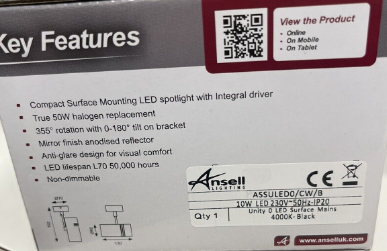 Key Features
View the Product
• Online
• On Mobile
• On Tablet
• Compact Surface Mounting LED spotlight with Integral driver
• True 50W halogen replacement
• 355° rotation with 0-180° tilt on bracket
• Mirror finish anodised reflector
• Anti-glare design for visual comfort
• LED lifespan L70 50,000 hours
• Non-dimmable
Ansell
LIGHTING
CE
ASSULED0/CW/B
10W LED 230V~50Hz-IP20
Qty 1
Unity 0 LED Surface Mains
4000K-Black
www.anselluk.com